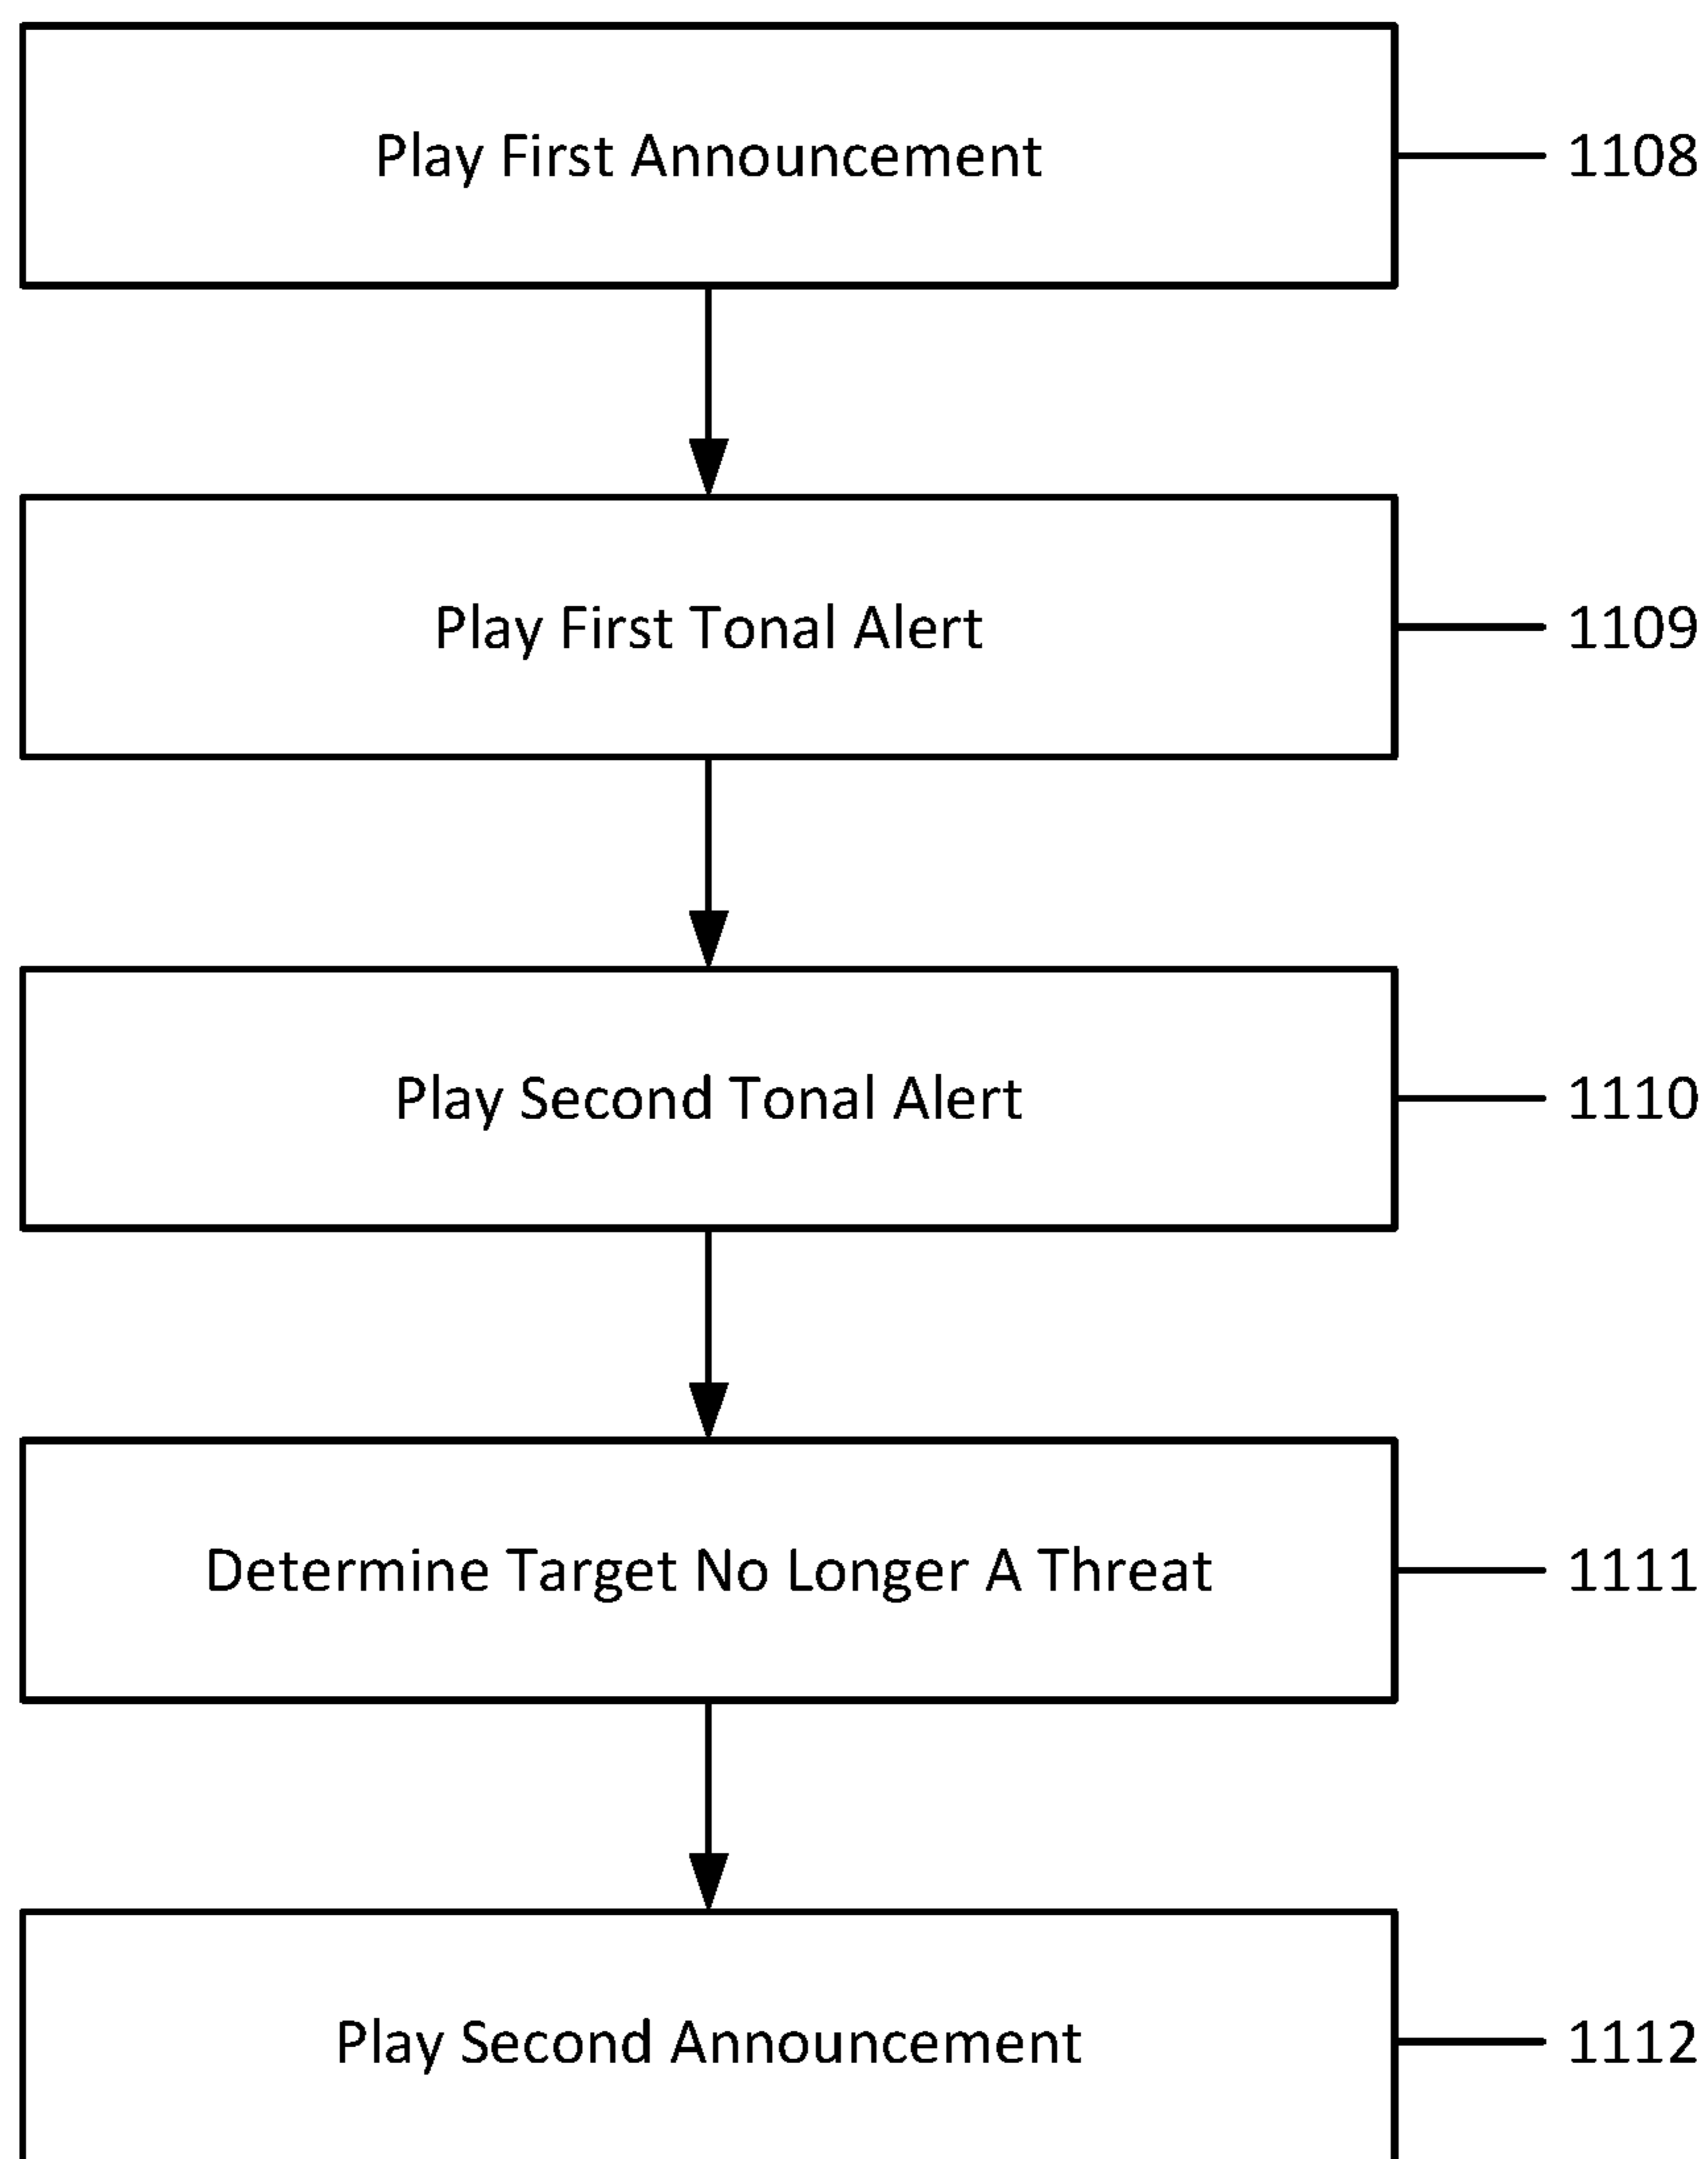 Play First Announcement 1108
Play First Tonal Alert 1109
Play Second Tonal Alert 1110
Determine Target No Longer A Threat 1111
Play Second Announcement 1112